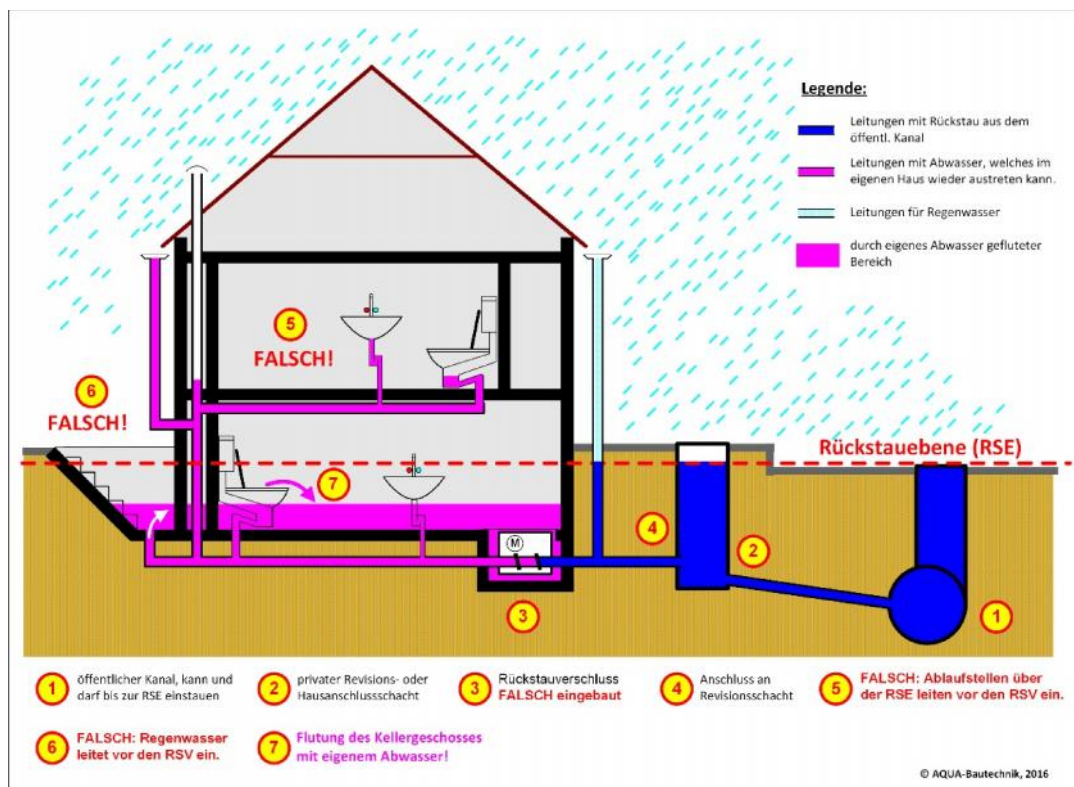 Legende:
Leitungen mit Rückstau aus dem
öffentl. Kanal
Leitungen mit Abwasser, welches im
eigenen Haus wieder austreten kann.
Leitungen für Regenwasser
durch eigenes Abwasser gefluteter
Bereich
5
FALSCH!
6
FALSCH!
Rückstauebene (RSE)
7
4
M
2
3
1
1 öffentlicher Kanal, kann und
darf bis zur RSE einstauen
2 privater Revisions- oder
Hausanschlussschacht
3 Rückstauverschluss
FALSCH eingebaut
4 Anschluss an
Revisionsschacht
5 FALSCH: Ablaufstellen über
der RSE leiten vor den RSV ein.
6 FALSCH: Regenwasser
leitet vor den RSV ein.
7 Flutung des Kellergeschosses
mit eigenem Abwasser!
© AQUA-Bautechnik, 2016